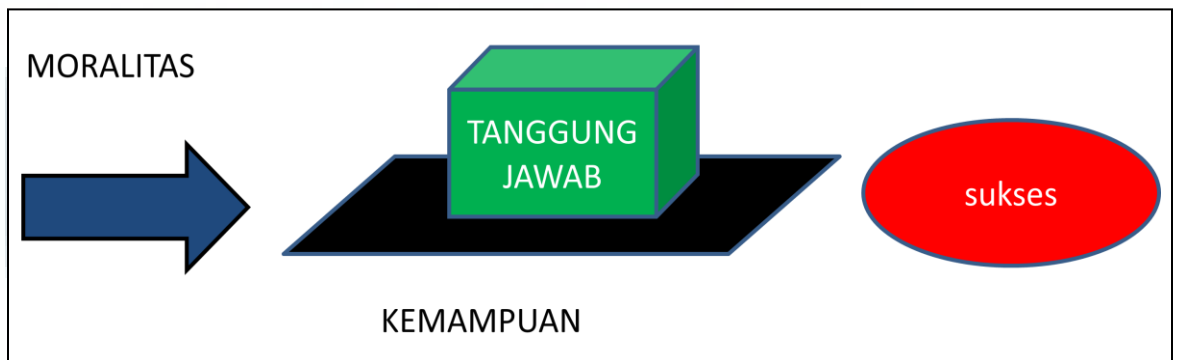 MORALITAS
TANGGUNG
JAWAB
sukses
KEMAMPUAN